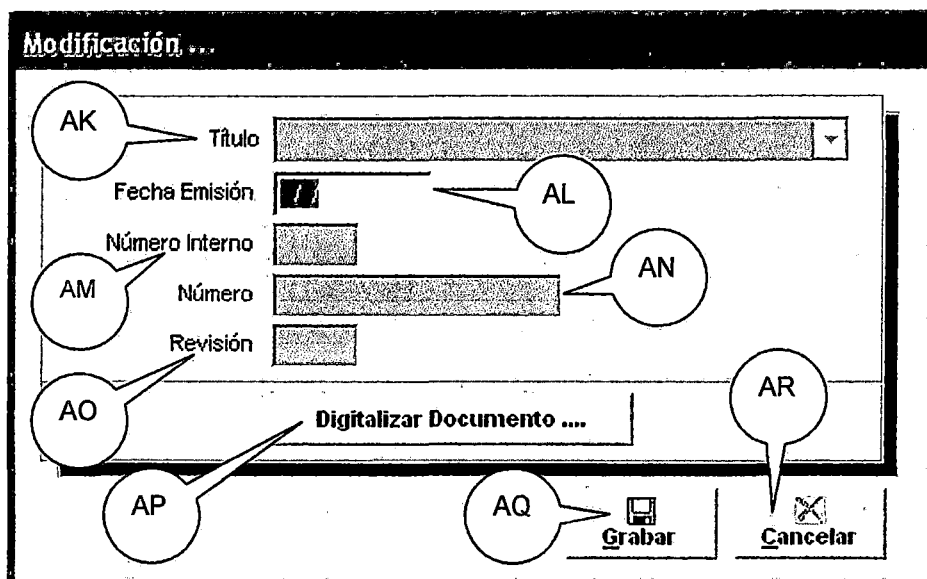 Modificación ...
AK
Título
Fecha Emisión
/ /
AL
Número Interno
AM
AN
Número
Revisión
AO
AR
Digitalizar Documento ....
AP
AQ
Grabar
Cancelar